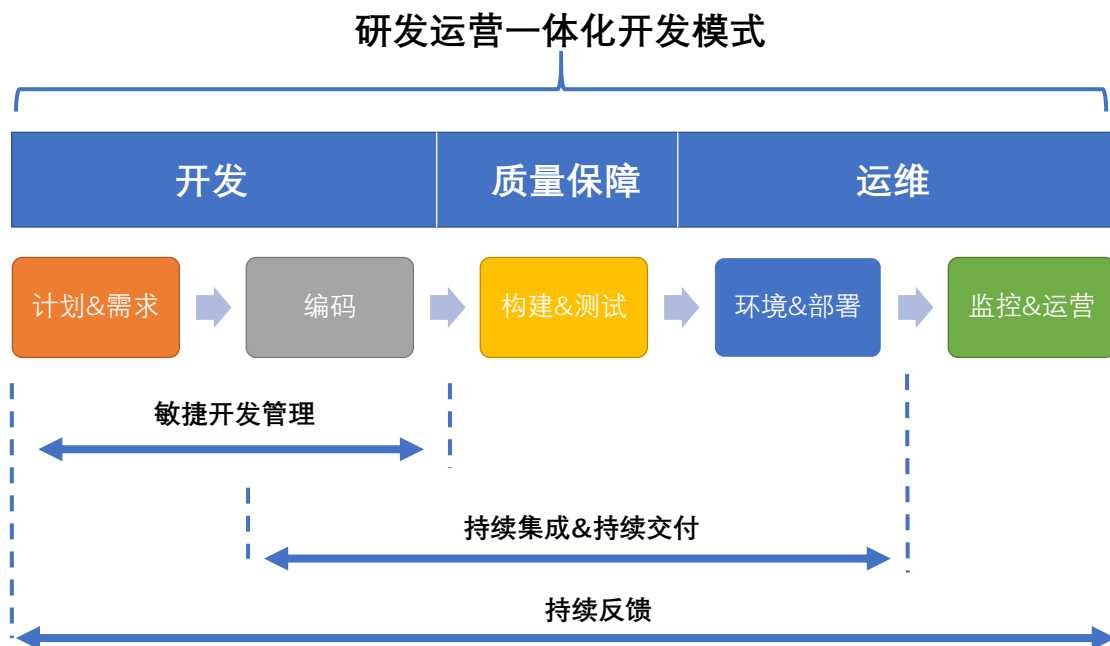 研发运营一体化开发模式
开发
质量保障
运维
计划&需求
编码
构建&测试
环境&部署
监控&运营
敏捷开发管理
持续集成&持续交付
持续反馈